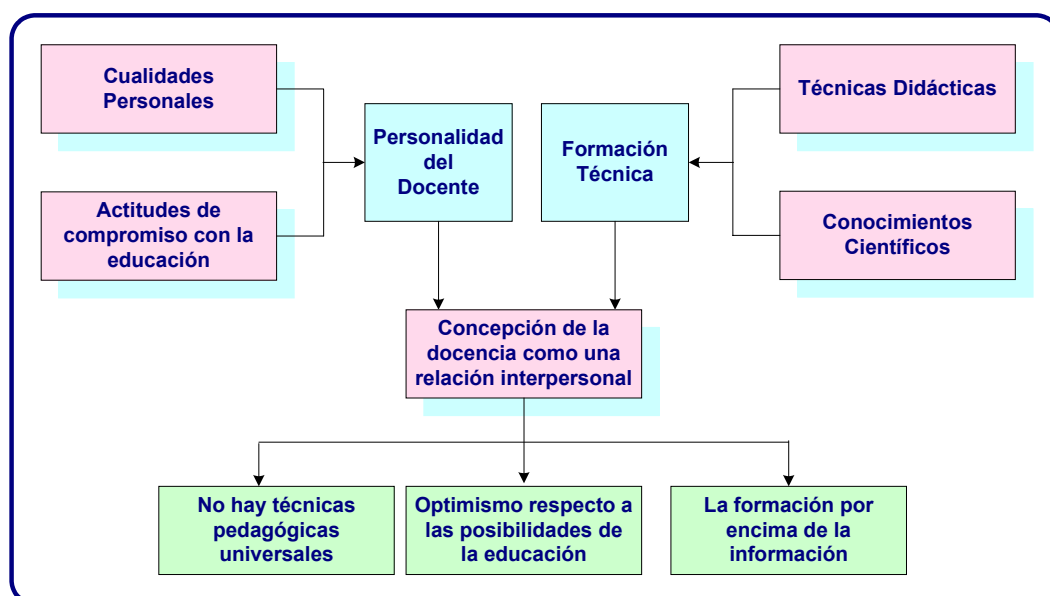 Cualidades
Personales
Técnicas Didácticas
Personalidad
del
Docente
Formación
Técnica
Actitudes de
compromiso con la
educación
Conocimientos
Científicos
Concepción de la
docencia como una
relación interpersonal
No hay técnicas
pedagógicas
universales
Optimismo respecto a
las posibilidades de
la educación
La formación por
encima de la
información